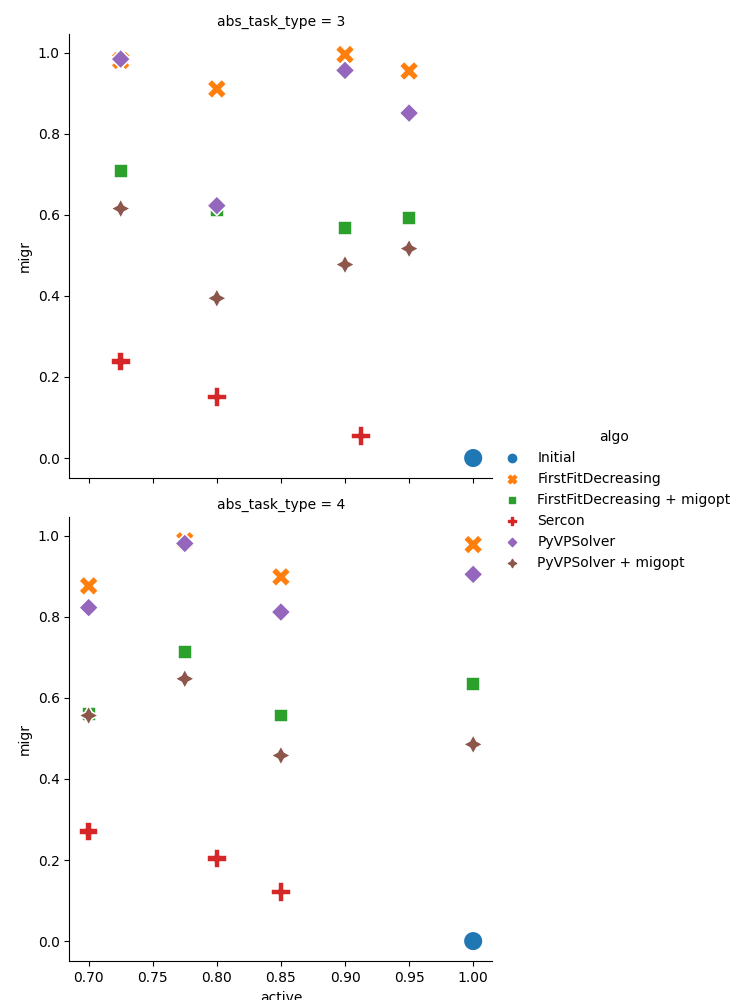 abs_task_type = 3
1.0
0.8
0.6
0.4
0.2
0.0
migr
algo
Initial
FirstFitDecreasing
FirstFitDecreasing + migopt
Sercon
PyVPSolver
PyVPSolver + migopt
abs_task_type = 4
1.0
0.8
0.6
0.4
0.2
0.0
migr
0.70 0.75 0.80 0.85 0.90 0.95 1.00
active